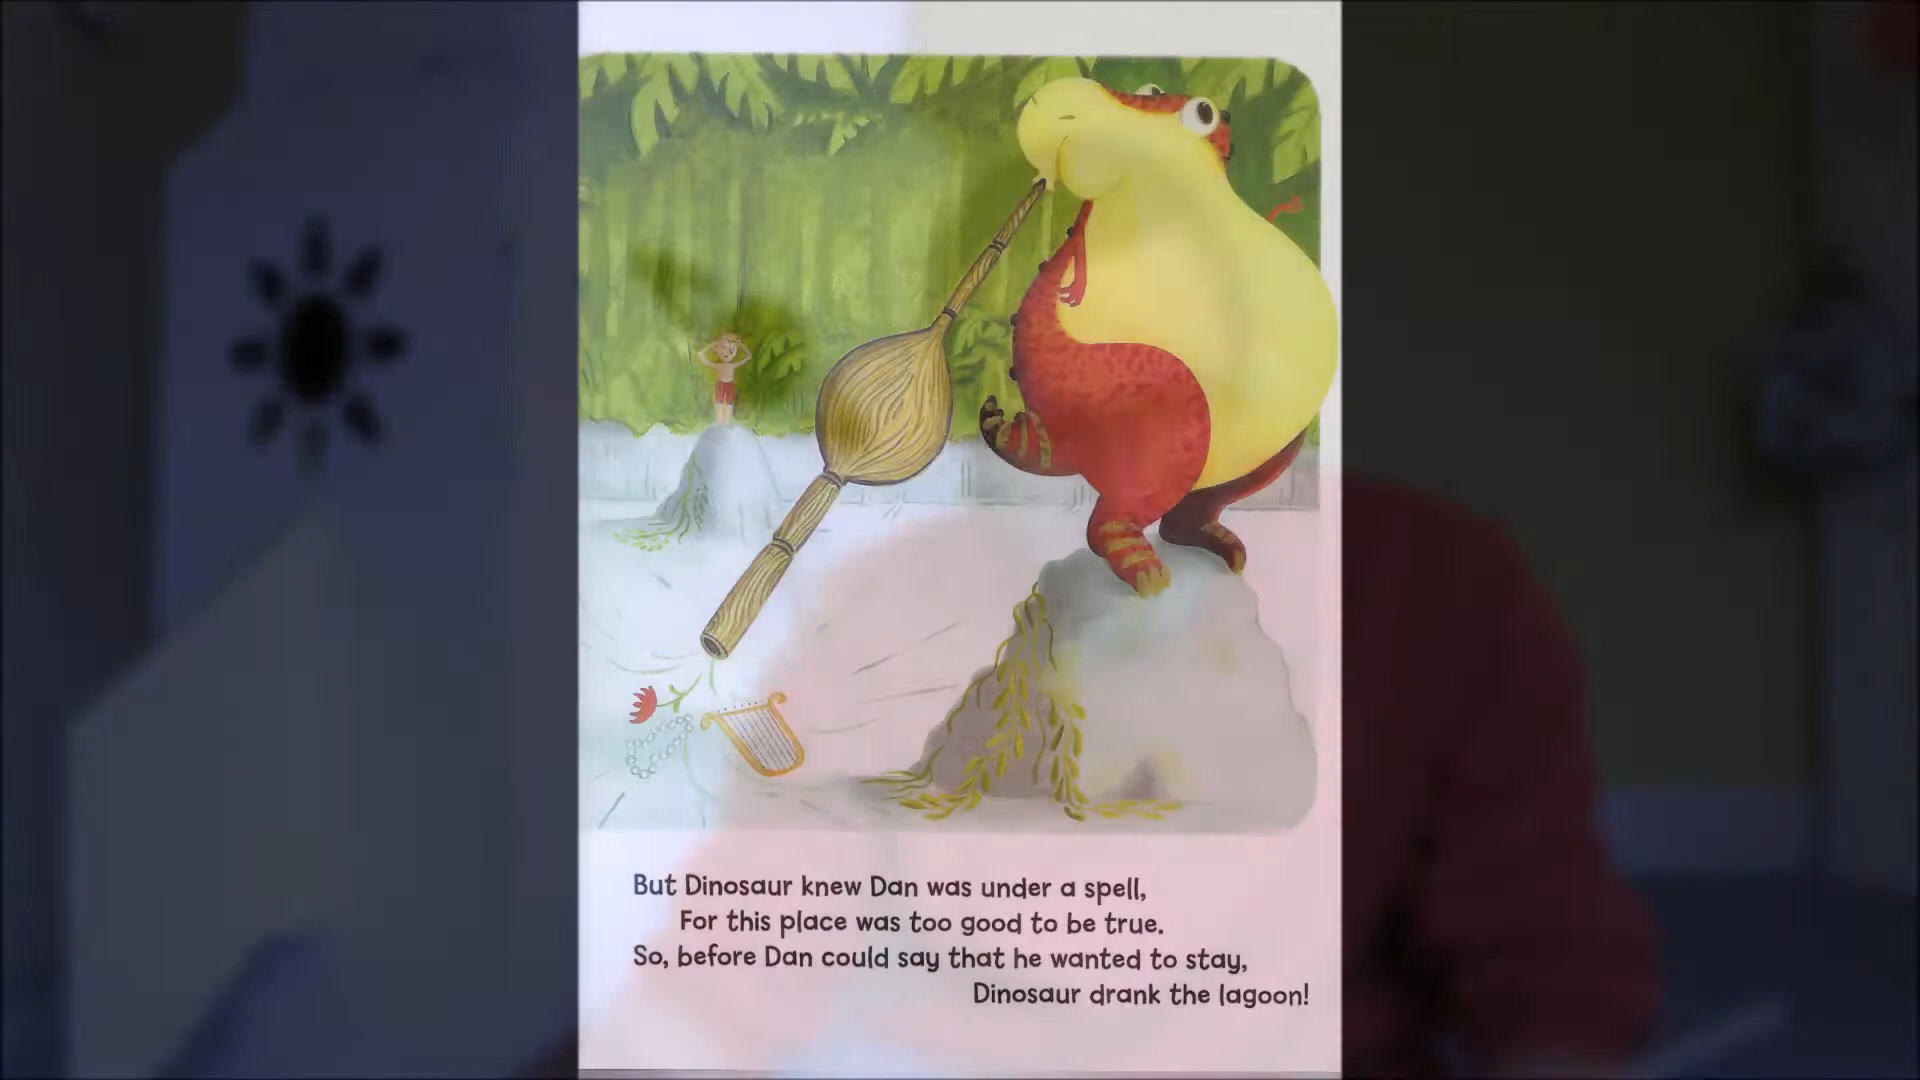 But Dinosaur knew Dan was under a spell,
For this place was too good to be true.
So, before Dan could say that he wanted to stay,
Dinosaur drank the lagoon!